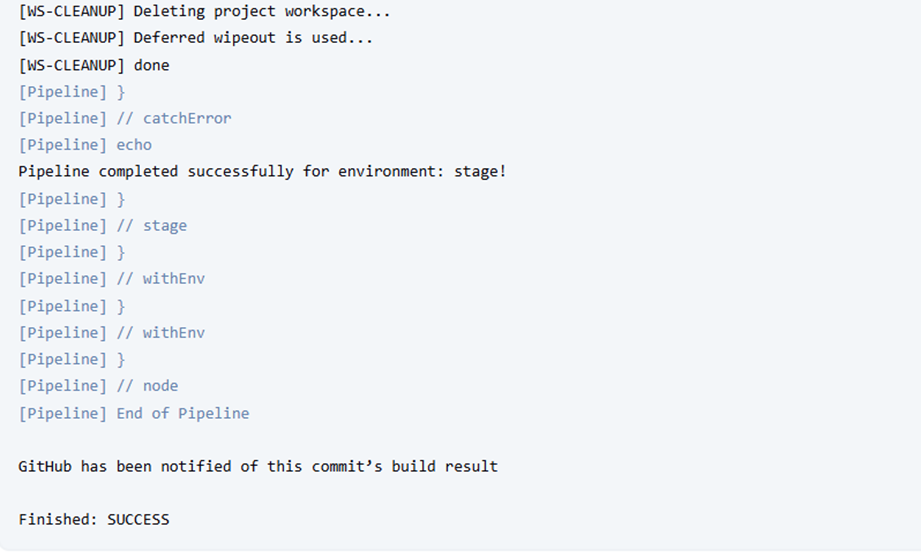 [WS-CLEANUP] Deleting project workspace...
[WS-CLEANUP] Deferred wipeout is used...
[WS-CLEANUP] done
[Pipeline] }
[Pipeline] // catchError
[Pipeline] echo
Pipeline completed successfully for environment: stage!
[Pipeline] }
[Pipeline] // stage
[Pipeline] }
[Pipeline] // withEnv
[Pipeline] }
[Pipeline] // withEnv
[Pipeline] }
[Pipeline] // node
[Pipeline] End of Pipeline
GitHub has been notified of this commit’s build result
Finished: SUCCESS